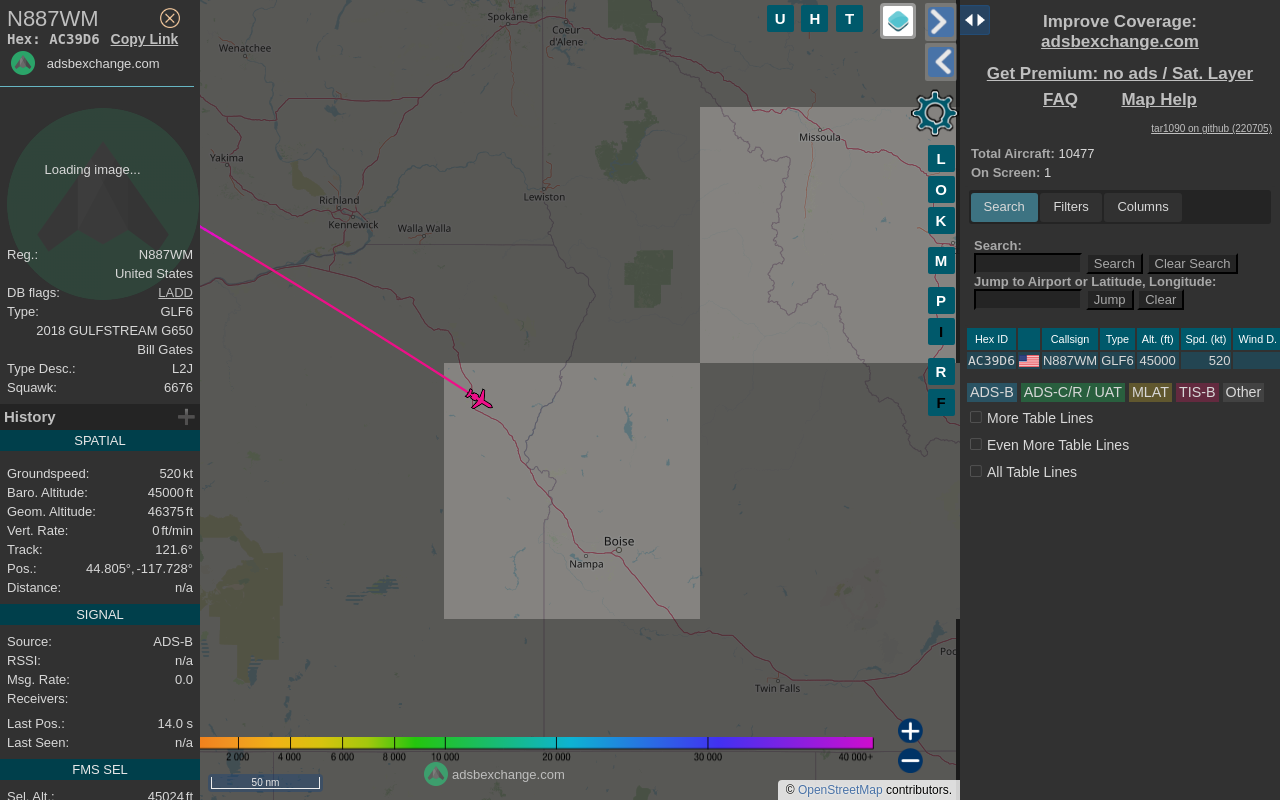 N887WM
Hex: AC39D6 Copy Link
adsbexchange.com
Loading image...
Reg.: N887WM
United States
DB flags: LADD
Type: GLF6
2018 GULFSTREAM G650
Bill Gates
Type Desc.: L2J
Squawk: 6676
History
SPATIAL
Groundspeed: 520 kt
Baro. Altitude: 45000 ft
Geom. Altitude: 46375 ft
Vert. Rate: 0 ft/min
Track: 121.6°
Pos.: 44.805°, -117.728°
Distance: n/a
SIGNAL
Source: ADS-B
RSSI: n/a
Msg. Rate: 0.0
Receivers:
Last Pos.: 14.0 s
Last Seen: n/a
FMS SEL
Sel. Alt.: 45024 ft
Spokane
Coeur
d'Alene
Wenatchee
Missoula
Yakima
Lewiston
Richland
Kennewick
Walla Walla
Boise
Nampa
Twin Falls
Poc
U H T
L
O
K
M
P
I
R
F
2 000 4 000 6 000 8 000 10 000 20 000 30 000 40 000+
adsbexchange.com
50 nm
© OpenStreetMap contributors.
Improve Coverage:
adsbexchange.com
Get Premium: no ads / Sat. Layer
FAQ Map Help
tar1090 on github (220705)
Total Aircraft: 10477
On Screen: 1
Search Filters Columns
Search:
Search Clear Search
Jump to Airport or Latitude, Longitude:
Jump Clear
Hex ID Callsign Type Alt. (ft) Spd. (kt) Wind D.
AC39D6 N887WM GLF6 45000 520
ADS-B ADS-C/R / UAT MLAT TIS-B Other
More Table Lines
Even More Table Lines
All Table Lines